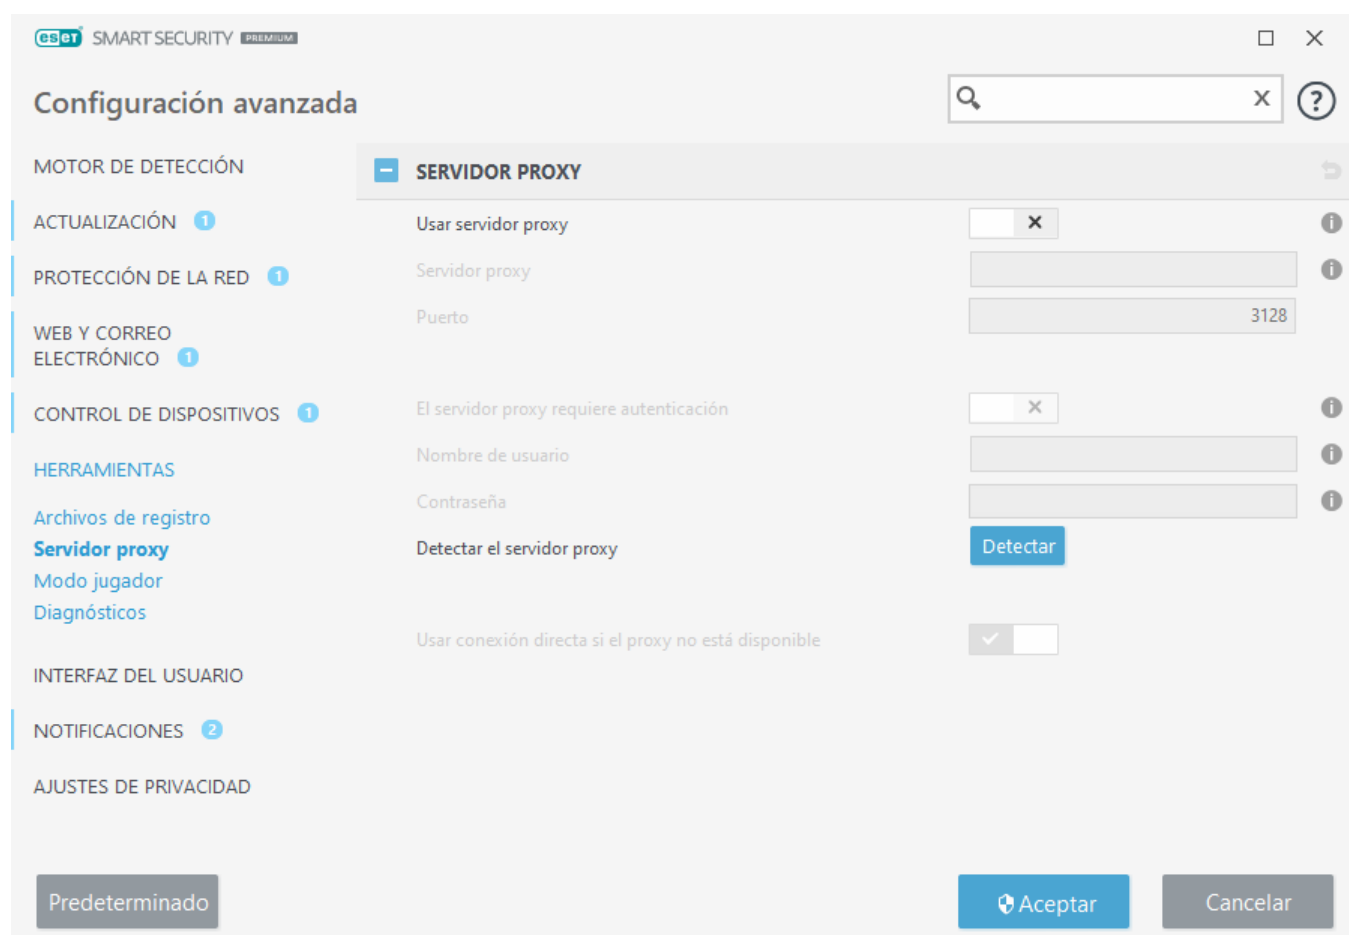 eset SMART SECURITY PREMIUM
Configuración avanzada
x
?
MOTOR DE DETECCIÓN
ACTUALIZACIÓN 1
PROTECCIÓN DE LA RED 1
WEB Y CORREO
ELECTRÓNICO 1
CONTROL DE DISPOSITIVOS 1
HERRAMIENTAS
Archivos de registro
Servidor proxy
Modo jugador
Diagnósticos
INTERFAZ DEL USUARIO
NOTIFICACIONES 2
AJUSTES DE PRIVACIDAD
SERVIDOR PROXY
Usar servidor proxy
Servidor proxy
Puerto 3128
El servidor proxy requiere autenticación
Nombre de usuario
Contraseña
Detectar el servidor proxy Detectar
Usar conexión directa si el proxy no está disponible
Predeterminado
Aceptar
Cancelar